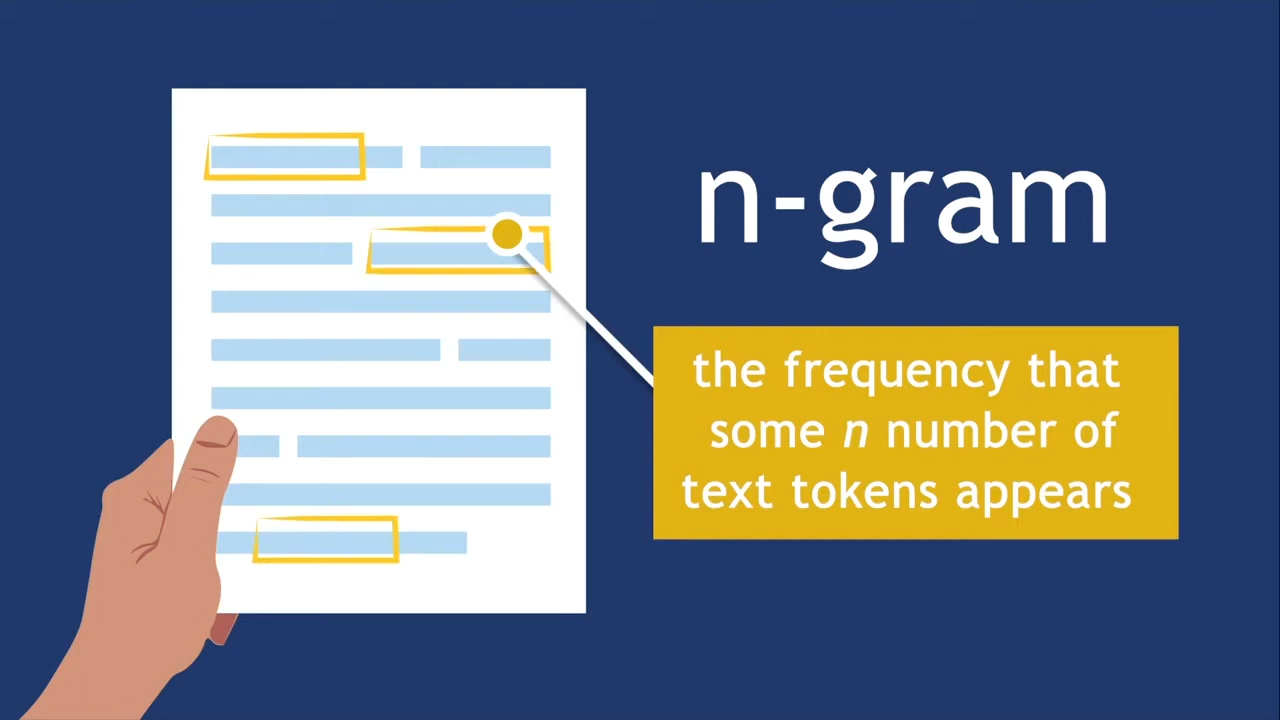 n-gram
the frequency that
some n number of
text tokens appears